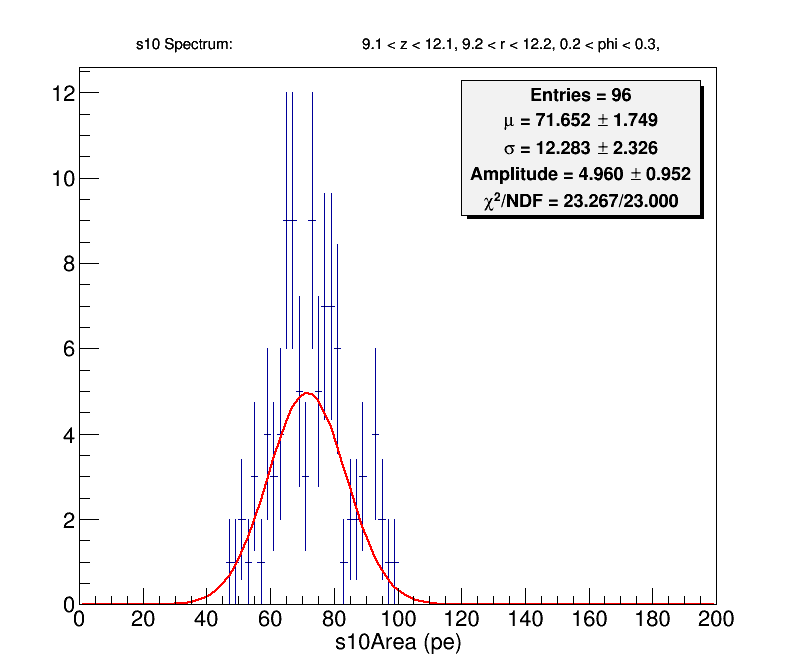 s10 Spectrum: 9.1 < z < 12.1, 9.2 < r < 12.2, 0.2 < phi < 0.3,
Entries = 96
μ = 71.652 ± 1.749
σ = 12.283 ± 2.326
Amplitude = 4.960 ± 0.952
χ²/NDF = 23.267/23.000
12
10
8
6
4
2
0
0 20 40 60 80 100 120 140 160 180 200
s10Area (pe)